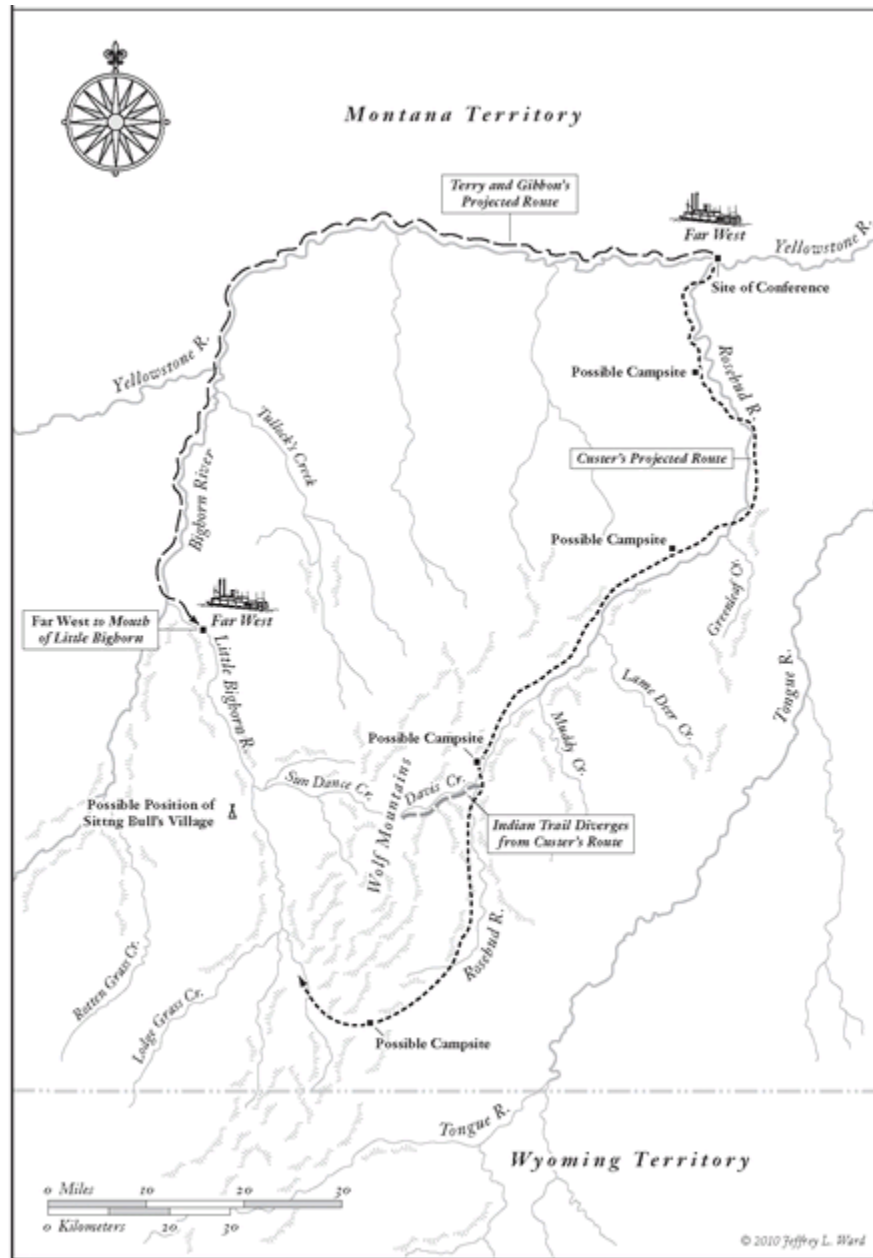 Montana Territory
Terry and Gibbon's
Projected Route
Far West
Yellowstone R.
Site of Conference
Yellowstone R.
Possible Campsite
Rosebud R.
Tullock's Creek
Custer's Projected Route
Bighorn River
Possible Campsite
Greenleaf Cr.
Far West
Far West to Mouth
of Little Bighorn
Little Bighorn R.
Lame Deer Cr.
Tongue R.
Muddy Cr.
Possible Campsite
Sun Dance Cr.
Davis Cr.
Possible Position of
Sittng Bull's Village
Wolf Mountains
Indian Trail Diverges
from Custer's Route
Rosebud R.
Rotten Grass Cr.
Lodge Grass Cr.
Possible Campsite
Tongue R.
Wyoming Territory
0 Miles 10 20 30
0 Kilometers 20 30
© 2010 Jeffrey L. Ward